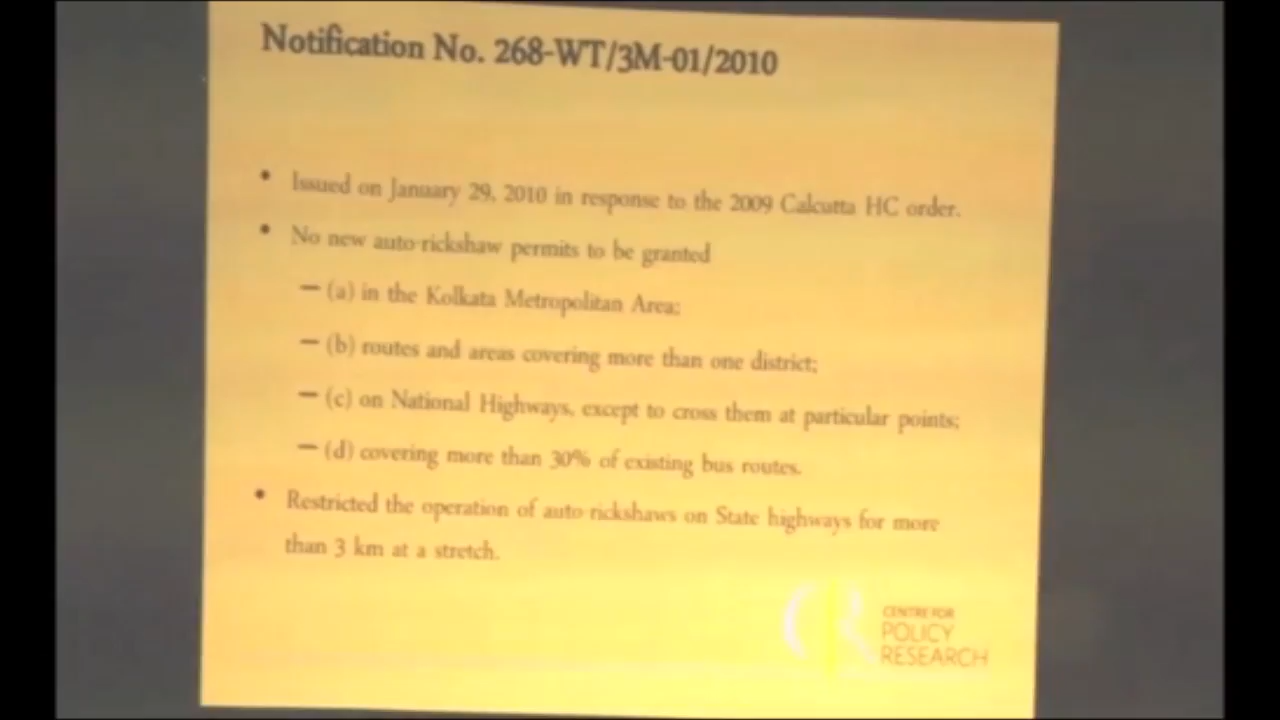 Notification No. 268-WT/3M-01/2010
• Issued on January 29, 2010 in response to the 2009 Calcutta HC order.
• No new auto-rickshaw permits to be granted
– (a) in the Kolkata Metropolitan Area;
– (b) routes and areas covering more than one district;
– (c) on National Highways, except to cross them at particular points;
– (d) covering more than 30% of existing bus routes.
• Restricted the operation of auto rickshaws on State highways for more
than 3 km at a stretch.
CENTRE FOR
POLICY
RESEARCH